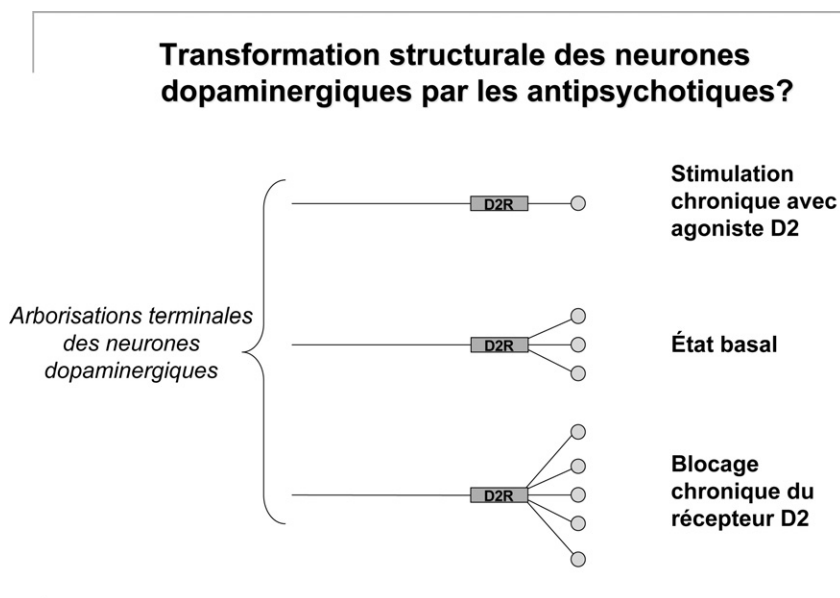 Transformation structurale des neurones
dopaminergiques par les antipsychotiques?
Stimulation
chronique avec
agoniste D2
D2R
Arborisations terminales
des neurones
dopaminergiques
D2R
État basal
D2R
Blocage
chronique du
récepteur D2